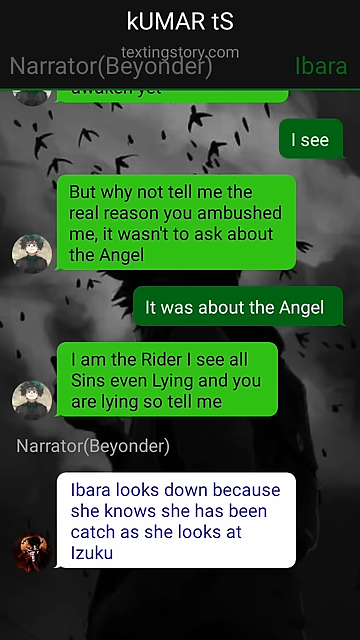 kUMAR tS
textingstory.com
Narrator(Beyonder) Ibara
awaken yet
I see
But why not tell me the
real reason you ambushed
me, it wasn't to ask about
the Angel
It was about the Angel
I am the Rider I see all
Sins even Lying and you
are lying so tell me
Narrator(Beyonder)
Ibara looks down because
she knows she has been
catch as she looks at
Izuku